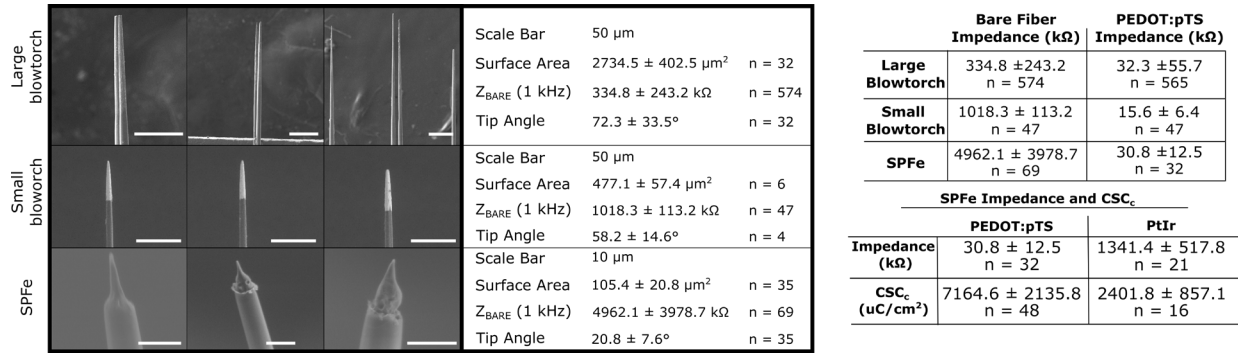 Large
blowtorch
Scale Bar 50 μm
Surface Area 2734.5 ± 402.5 μm² n = 32
Z_BARE (1 kHz) 334.8 ± 243.2 kΩ n = 574
Tip Angle 72.3 ± 33.5° n = 32
Small
bloworch
Scale Bar 50 μm
Surface Area 477.1 ± 57.4 μm² n = 6
Z_BARE (1 kHz) 1018.3 ± 113.2 kΩ n = 47
Tip Angle 58.2 ± 14.6° n = 4
SPFe
Scale Bar 10 μm
Surface Area 105.4 ± 20.8 μm² n = 35
Z_BARE (1 kHz) 4962.1 ± 3978.7 kΩ n = 69
Tip Angle 20.8 ± 7.6° n = 35
Bare Fiber PEDOT:pTS
Impedance (kΩ) Impedance (kΩ)
Large 334.8 ±243.2 32.3 ±55.7
Blowtorch n = 574 n = 565
Small 1018.3 ± 113.2 15.6 ± 6.4
Blowtorch n = 47 n = 47
SPFe 4962.1 ± 3978.7 30.8 ±12.5
n = 69 n = 32
SPFe Impedance and CSC_c
PEDOT:pTS PtIr
Impedance 30.8 ± 12.5 1341.4 ± 517.8
(kΩ) n = 32 n = 21
CSC_c 7164.6 ± 2135.8 2401.8 ± 857.1
(uC/cm²) n = 48 n = 16